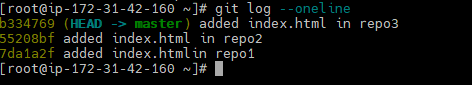 [root@ip-172-31-42-160 ~]# git log --oneline
b334769 (HEAD -> master) added index.html in repo3
55208bf added index.html in repo2
7da1a2f added index.htmlin repo1
[root@ip-172-31-42-160 ~]#